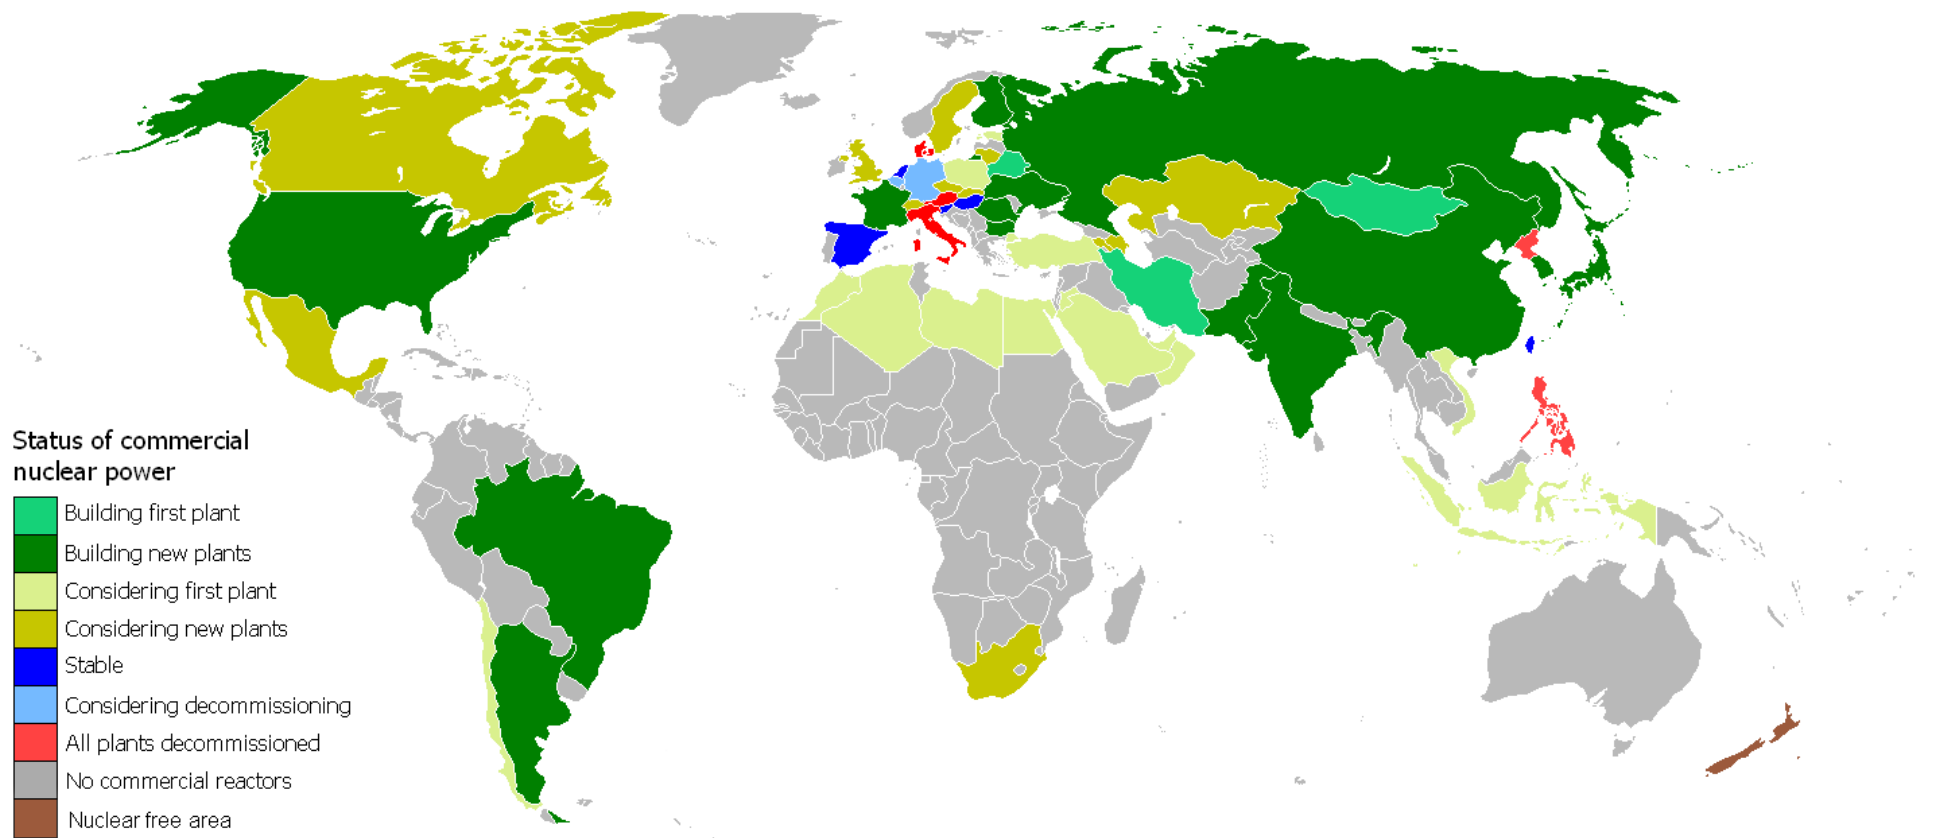 Status of commercial
nuclear power
Building first plant
Building new plants
Considering first plant
Considering new plants
Stable
Considering decommissioning
All plants decommissioned
No commercial reactors
Nuclear free area